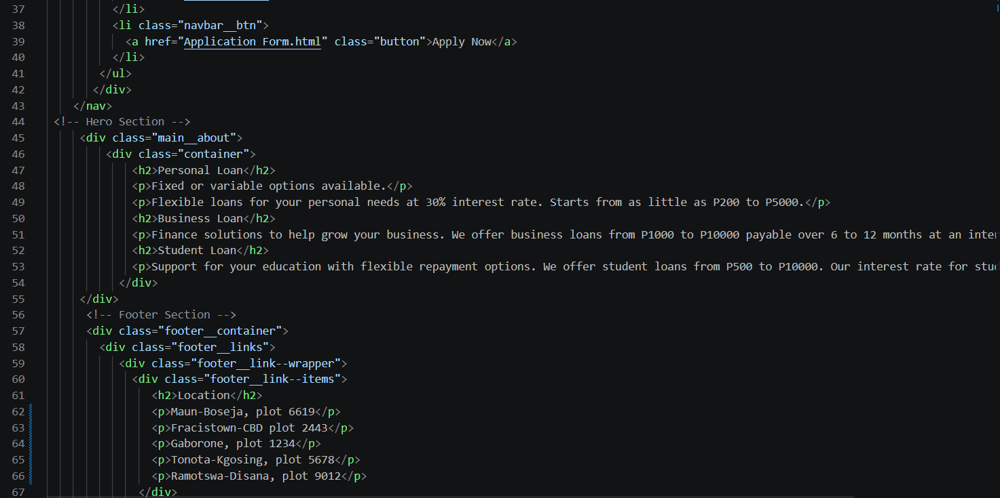 37 </li>
38 <li class="navbar__btn">
39 <a href="Application Form.html" class="button">Apply Now</a>
40 </li>
41 </ul>
42 </div>
43 </nav>
44 <!-- Hero Section -->
45 <div class="main__about">
46 <div class="container">
47 <h2>Personal Loan</h2>
48 <p>Fixed or variable options available.</p>
49 <p>Flexible loans for your personal needs at 30% interest rate. Starts from as little as P200 to P5000.</p>
50 <h2>Business Loan</h2>
51 <p>Finance solutions to help grow your business. We offer business loans from P1000 to P10000 payable over 6 to 12 months at an inter
52 <h2>Student Loan</h2>
53 <p>Support for your education with flexible repayment options. We offer student loans from P500 to P10000. Our interest rate for stu
54 </div>
55 </div>
56 <!-- Footer Section -->
57 <div class="footer__container">
58 <div class="footer__links">
59 <div class="footer__link--wrapper">
60 <div class="footer__link--items">
61 <h2>Location</h2>
62 <p>Maun-Boseja, plot 6619</p>
63 <p>Fracistown-CBD plot 2443</p>
64 <p>Gaborone, plot 1234</p>
65 <p>Tonota-Kgosing, plot 5678</p>
66 <p>Ramotswa-Disana, plot 9012</p>
67 </div>